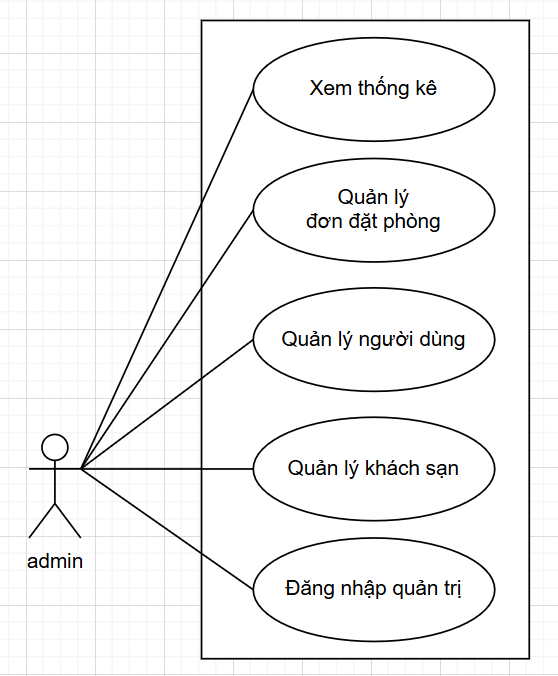 Xem thống kê
Quản lý
đơn đặt phòng
Quản lý người dùng
Quản lý khách sạn
Đăng nhập quản trị
admin